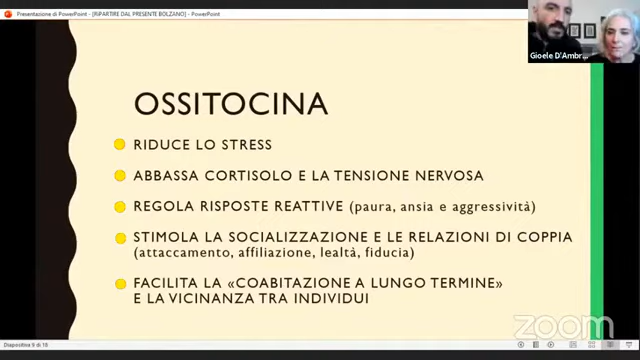 Presentazione di PowerPoint - [RIPARTIRE DAL PRESENTE BOLZANO] - PowerPoint
Gioele D'Ambr...
OSSITOCINA
RIDUCE LO STRESS
ABBASSA CORTISOLO E LA TENSIONE NERVOSA
REGOLA RISPOSTE REATTIVE (paura, ansia e aggressività)
STIMOLA LA SOCIALIZZAZIONE E LE RELAZIONI DI COPPIA
(attaccamento, affiliazione, lealtà, fiducia)
FACILITA LA «COABITAZIONE A LUNGO TERMINE»
E LA VICINANZA TRA INDIVIDUI
zoom
Diapositiva 9 di 18